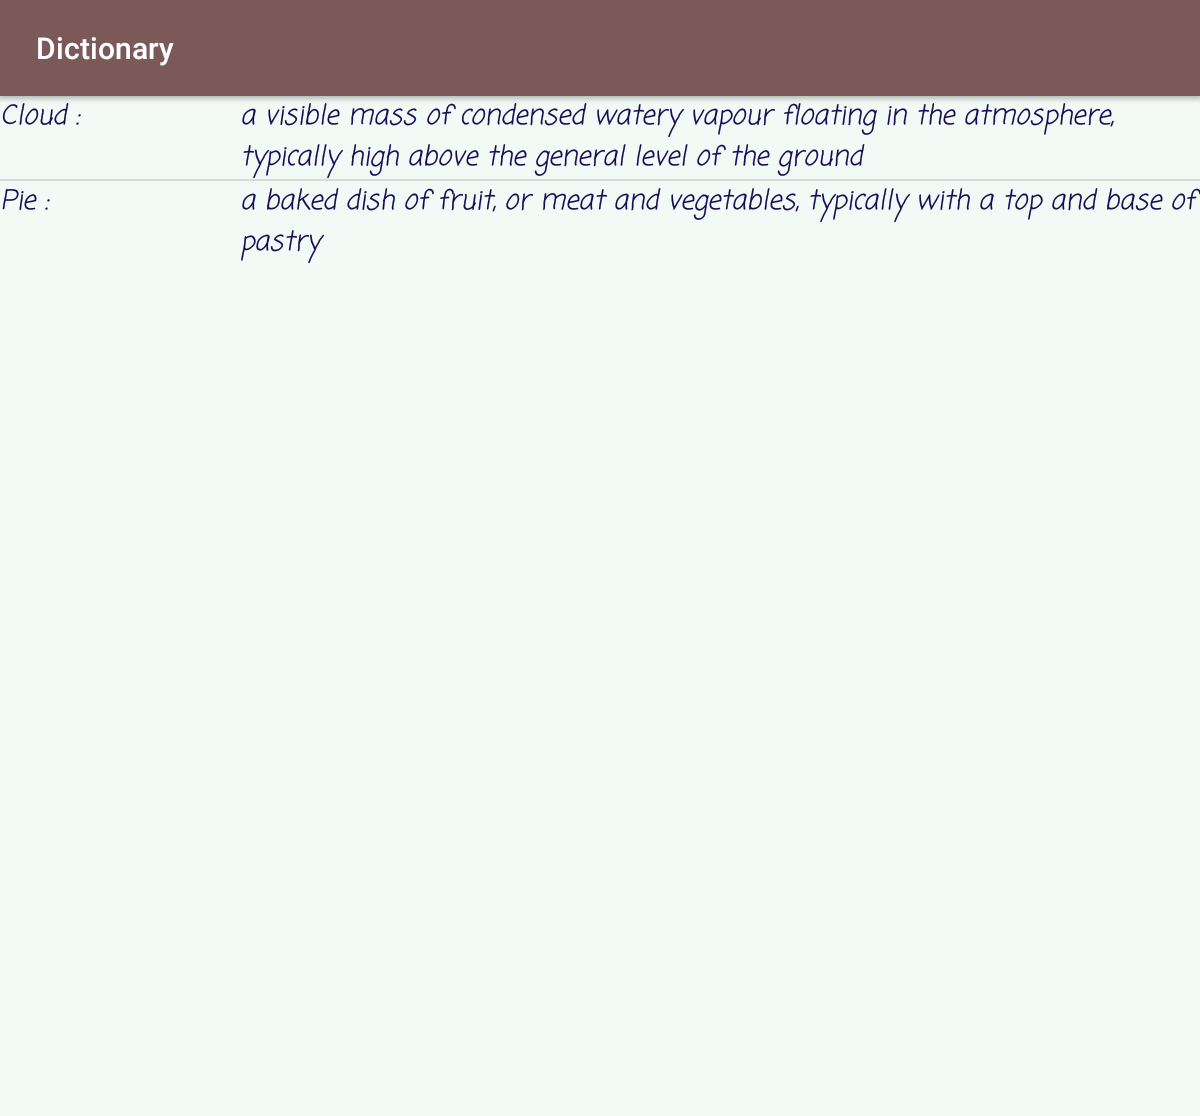 Dictionary
Cloud : a visible mass of condensed watery vapour floating in the atmosphere,
typically high above the general level of the ground
Pie : a baked dish of fruit, or meat and vegetables, typically with a top and base of
pastry